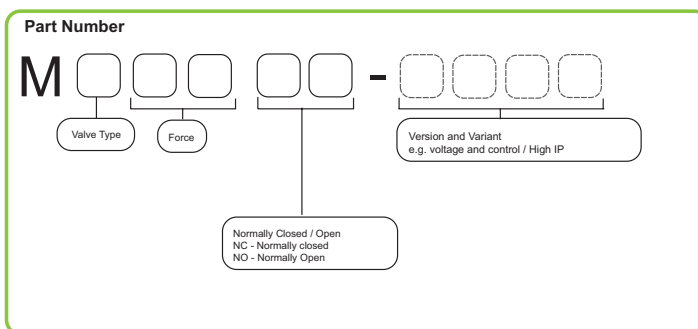 Part Number
M -
Valve Type
Force
Version and Variant
e.g. voltage and control / High IP
Normally Closed / Open
NC - Normally closed
NO - Normally Open